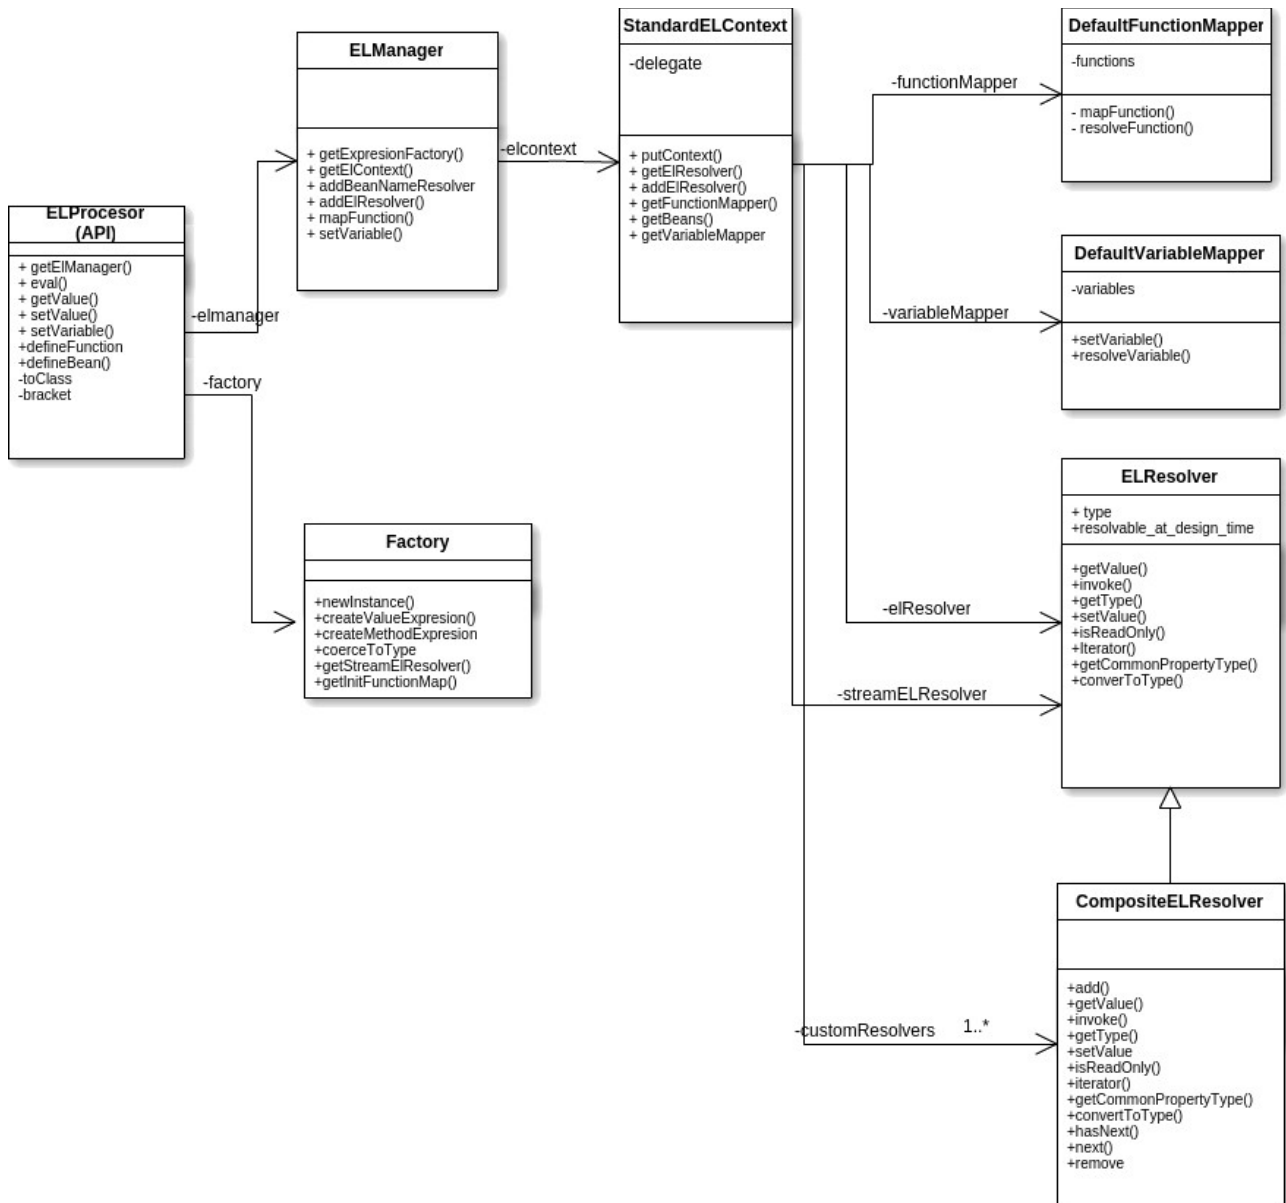 ELProcesor
(API)
+ getElManager()
+ eval()
+ getValue()
+ setValue()
+ setVariable()
+defineFunction
+defineBean()
-toClass
-bracket
-elmanager
-factory
ELManager
+ getExpresionFactory()
+ getElContext()
+ addBeanNameResolver
+ addElResolver()
+ mapFunction()
+ setVariable()
-elcontext
Factory
+newInstance()
+createValueExpresion()
+createMethodExpresion
+coerceToType
+getStreamElResolver()
+getInitFunctionMap()
StandardELContext
-delegate
+ putContext()
+ getElResolver()
+ addElResolver()
+ getFunctionMapper()
+ getBeans()
+ getVariableMapper
-functionMapper
-variableMapper
-elResolver
-streamELResolver
-customResolvers
1..*
DefaultFunctionMapper
-functions
- mapFunction()
- resolveFunction()
DefaultVariableMapper
-variables
+setVariable()
+resolveVariable()
ELResolver
+ type
+resolvable_at_design_time
+getValue()
+invoke()
+getType()
+setValue()
+isReadOnly()
+Iterator()
+getCommonPropertyType()
+converToType()
CompositeELResolver
+add()
+getValue()
+invoke()
+getType()
+setValue
+isReadOnly()
+iterator()
+getCommonPropertyType()
+convertToType()
+hasNext()
+next()
+remove